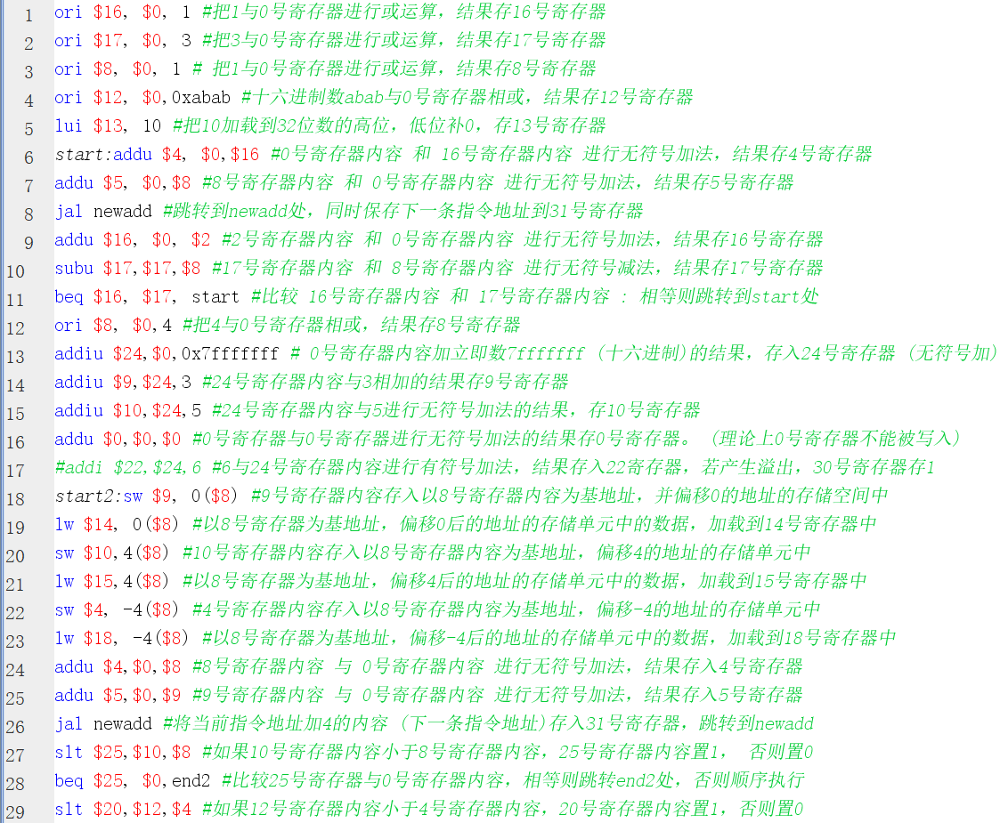 1 ori $16, $0, 1 #把1与0号寄存器进行或运算，结果存16号寄存器
2 ori $17, $0, 3 #把3与0号寄存器进行或运算，结果存17号寄存器
3 ori $8, $0, 1 # 把1与0号寄存器进行或运算，结果存8号寄存器
4 ori $12, $0,0xabab #十六进制数abab与0号寄存器相或，结果存12号寄存器
5 lui $13, 10 #把10加载到32位数的高位，低位补0，存13号寄存器
6 start:addu $4, $0,$16 #0号寄存器内容 和 16号寄存器内容 进行无符号加法，结果存4号寄存器
7 addu $5, $0,$8 #8号寄存器内容 和 0号寄存器内容 进行无符号加法，结果存5号寄存器
8 jal newadd #跳转到newadd处，同时保存下一条指令地址到31号寄存器
9 addu $16, $0, $2 #2号寄存器内容 和 0号寄存器内容 进行无符号加法，结果存16号寄存器
10 subu $17,$17,$8 #17号寄存器内容 和 8号寄存器内容 进行无符号减法，结果存17号寄存器
11 beq $16, $17, start #比较 16号寄存器内容 和 17号寄存器内容 : 相等则跳转到start处
12 ori $8, $0,4 #把4与0号寄存器相或，结果存8号寄存器
13 addiu $24,$0,0x7fffffff # 0号寄存器内容加立即数7fffffff (十六进制)的结果，存入24号寄存器 (无符号加)
14 addiu $9,$24,3 #24号寄存器内容与3相加的结果存9号寄存器
15 addiu $10,$24,5 #24号寄存器内容与5进行无符号加法的结果，存10号寄存器
16 addu $0,$0,$0 #0号寄存器与0号寄存器进行无符号加法的结果存0号寄存器。 (理论上0号寄存器不能被写入)
17 #addi $22,$24,6 #6与24号寄存器内容进行有符号加法，结果存入22寄存器，若产生溢出，30号寄存器存1
18 start2:sw $9, 0($8) #9号寄存器内容存入以8号寄存器内容为基地址，并偏移0的地址的存储空间中
19 lw $14, 0($8) #以8号寄存器为基地址，偏移0后的地址的存储单元中的数据，加载到14号寄存器中
20 sw $10,4($8) #10号寄存器内容存入以8号寄存器内容为基地址，偏移4的地址的存储单元中
21 lw $15,4($8) #以8号寄存器为基地址，偏移4后的地址的存储单元中的数据，加载到15号寄存器中
22 sw $4, -4($8) #4号寄存器内容存入以8号寄存器内容为基地址，偏移-4的地址的存储单元中
23 lw $18, -4($8) #以8号寄存器为基地址，偏移-4后的地址的存储单元中的数据，加载到18号寄存器中
24 addu $4,$0,$8 #8号寄存器内容 与 0号寄存器内容 进行无符号加法，结果存入4号寄存器
25 addu $5,$0,$9 #9号寄存器内容 与 0号寄存器内容 进行无符号加法，结果存入5号寄存器
26 jal newadd #将当前指令地址加4的内容 (下一条指令地址)存入31号寄存器，跳转到newadd
27 slt $25,$10,$8 #如果10号寄存器内容小于8号寄存器内容，25号寄存器内容置1， 否则置0
28 beq $25, $0,end2 #比较25号寄存器与0号寄存器内容，相等则跳转end2处，否则顺序执行
29 slt $20,$12,$4 #如果12号寄存器内容小于4号寄存器内容，20号寄存器内容置1，否则置0